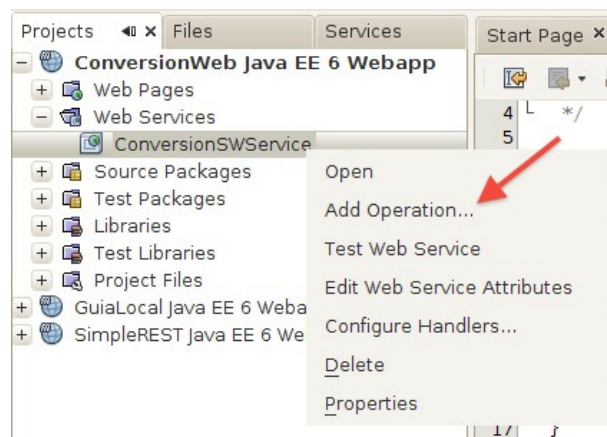 Projects Files Services Start Page
ConversionWeb Java EE 6 Webapp
Web Pages
Web Services
4 */
5
ConversionSWService
Source Packages
Test Packages
Libraries
Test Libraries
Project Files
GuiaLocal Java EE 6 Weba
SimpleREST Java EE 6 We
Open
Add Operation...
Test Web Service
Edit Web Service Attributes
Configure Handlers...
Delete
Properties
17 }